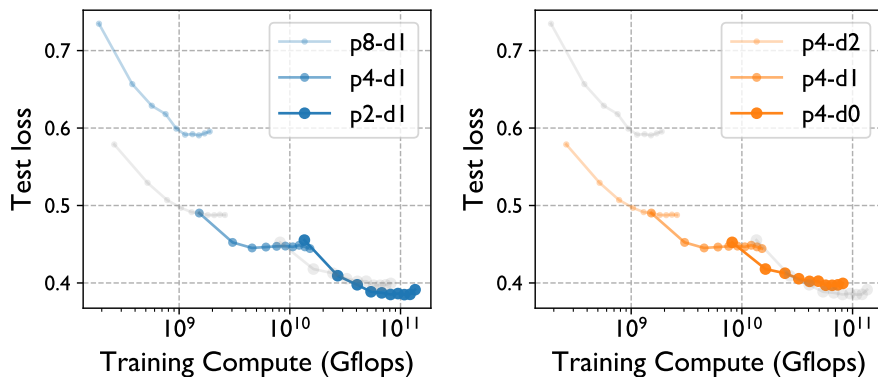 Test loss
0.7
0.6
0.5
0.4
p8-d1
p4-d1
p2-d1
10^9
10^10
10^11
Training Compute (Gflops)
Test loss
0.7
0.6
0.5
0.4
p4-d2
p4-d1
p4-d0
10^9
10^10
10^11
Training Compute (Gflops)